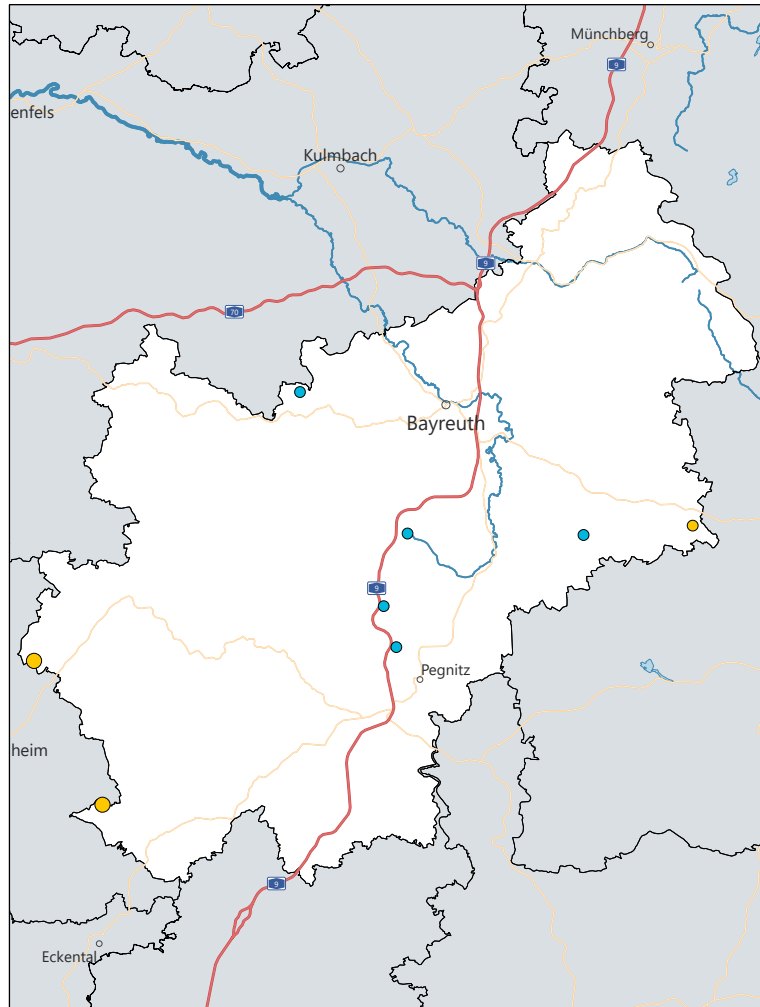 Münchberg
9
enfels
Kulmbach
9
70
Bayreuth
9
Pegnitz
heim
9
Eckental